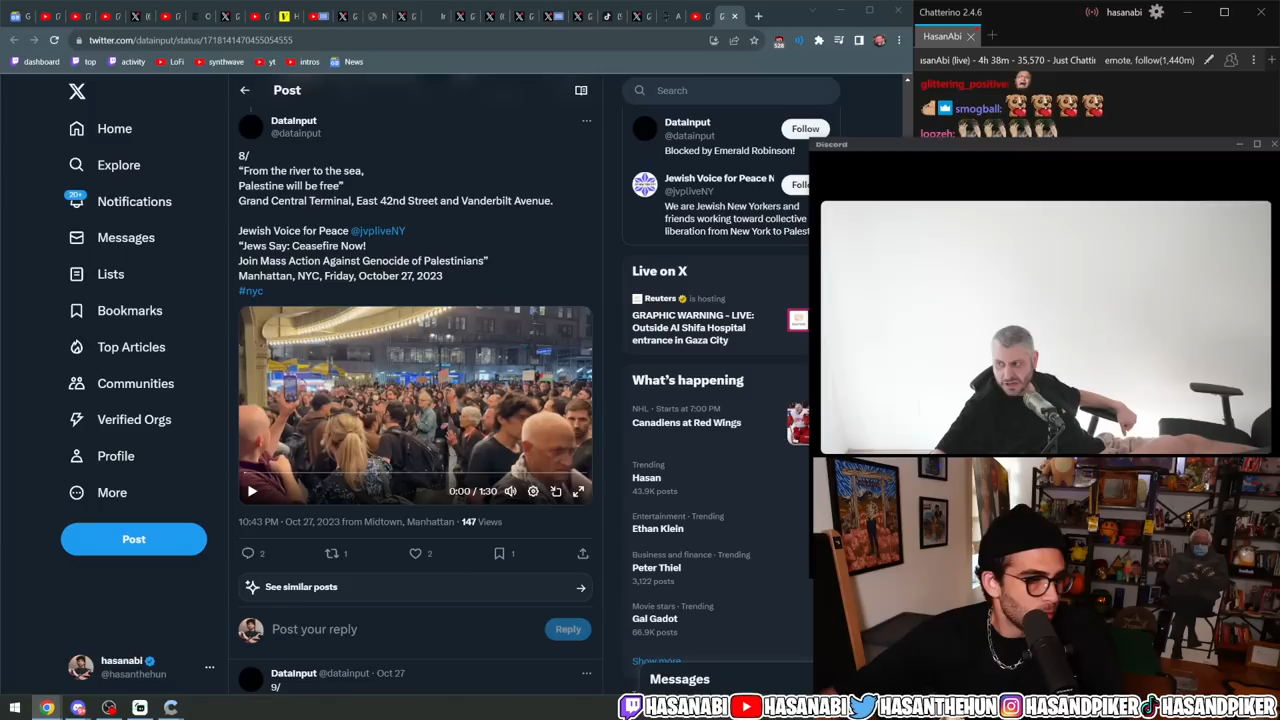 twitter.com/datainput/status/1718141470455054555
528
dashboard
top
activity
LoFi
synthwave
yt
intros
News
Home
Explore
20+
Notifications
Messages
Lists
Bookmarks
Top Articles
Communities
Verified Orgs
Profile
More
Post
hasanabi
@hasanthehun
Post
DataInput
@datainput
8/
“From the river to the sea,
Palestine will be free”
Grand Central Terminal, East 42nd Street and Vanderbilt Avenue.
Jewish Voice for Peace @jvpliveNY
“Jews Say: Ceasefire Now!
Join Mass Action Against Genocide of Palestinians”
Manhattan, NYC, Friday, October 27, 2023
#nyc
0:00 / 1:30
10:43 PM · Oct 27, 2023 from Midtown, Manhattan · 147 Views
2
1
2
1
See similar posts
Post your reply
Reply
DataInput @datainput · Oct 27
9/
Search
DataInput
@datainput
Follow
Blocked by Emerald Robinson!
Jewish Voice for Peace N
@jvpliveNY
Follo
We are Jewish New Yorkers and
friends working toward collective
liberation from New York to Palest
Live on X
Reuters is hosting
GRAPHIC WARNING - LIVE:
Outside Al Shifa Hospital
entrance in Gaza City
What's happening
NHL · Starts at 7:00 PM
Canadiens at Red Wings
Trending
Hasan
43.9K posts
Entertainment · Trending
Ethan Klein
Business and finance · Trending
Peter Thiel
3,122 posts
Movie stars · Trending
Gal Gadot
66.9K posts
Show more
Messages
Chatterino 2.4.6
hasanabi
HasanAbi
(live) - 4h 38m - 35,570 - Just Chatti
emote, follow(1,440m)
glittering_positive:
smogball:
loozeh:
Discord
HASANABI
HASANABI
HASANTHEHUN
HASANDPIKER
HASANDPIKER